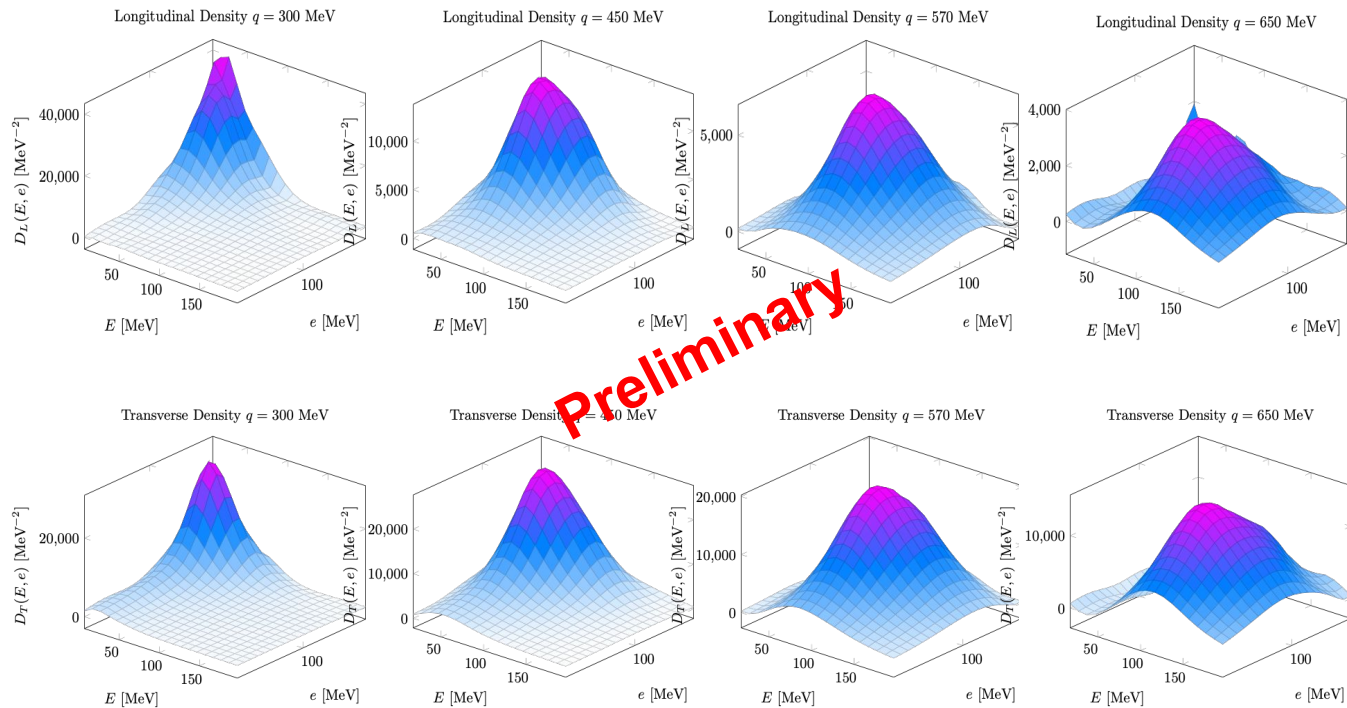 Longitudinal Density q = 300 MeV
D_L(E, e) [MeV⁻²]
40,000
20,000
0
50
100
150
100
E [MeV]
e [MeV]
Longitudinal Density q = 450 MeV
D_L(E, e) [MeV⁻²]
10,000
5,000
0
50
100
150
100
E [MeV]
e [MeV]
Longitudinal Density q = 570 MeV
D_L(E, e) [MeV⁻²]
5,000
0
50
100
150
100
E [MeV]
e [MeV]
Longitudinal Density q = 650 MeV
D_L(E, e) [MeV⁻²]
4,000
2,000
0
50
100
150
100
E [MeV]
e [MeV]
Preliminary
Transverse Density q = 300 MeV
D_T(E, e) [MeV⁻²]
20,000
0
50
100
150
100
E [MeV]
e [MeV]
Transverse Density q = 450 MeV
D_T(E, e) [MeV⁻²]
20,000
10,000
0
50
100
150
100
E [MeV]
e [MeV]
Transverse Density q = 570 MeV
D_T(E, e) [MeV⁻²]
20,000
10,000
0
50
100
150
100
E [MeV]
e [MeV]
Transverse Density q = 650 MeV
D_T(E, e) [MeV⁻²]
10,000
0
50
100
150
100
E [MeV]
e [MeV]